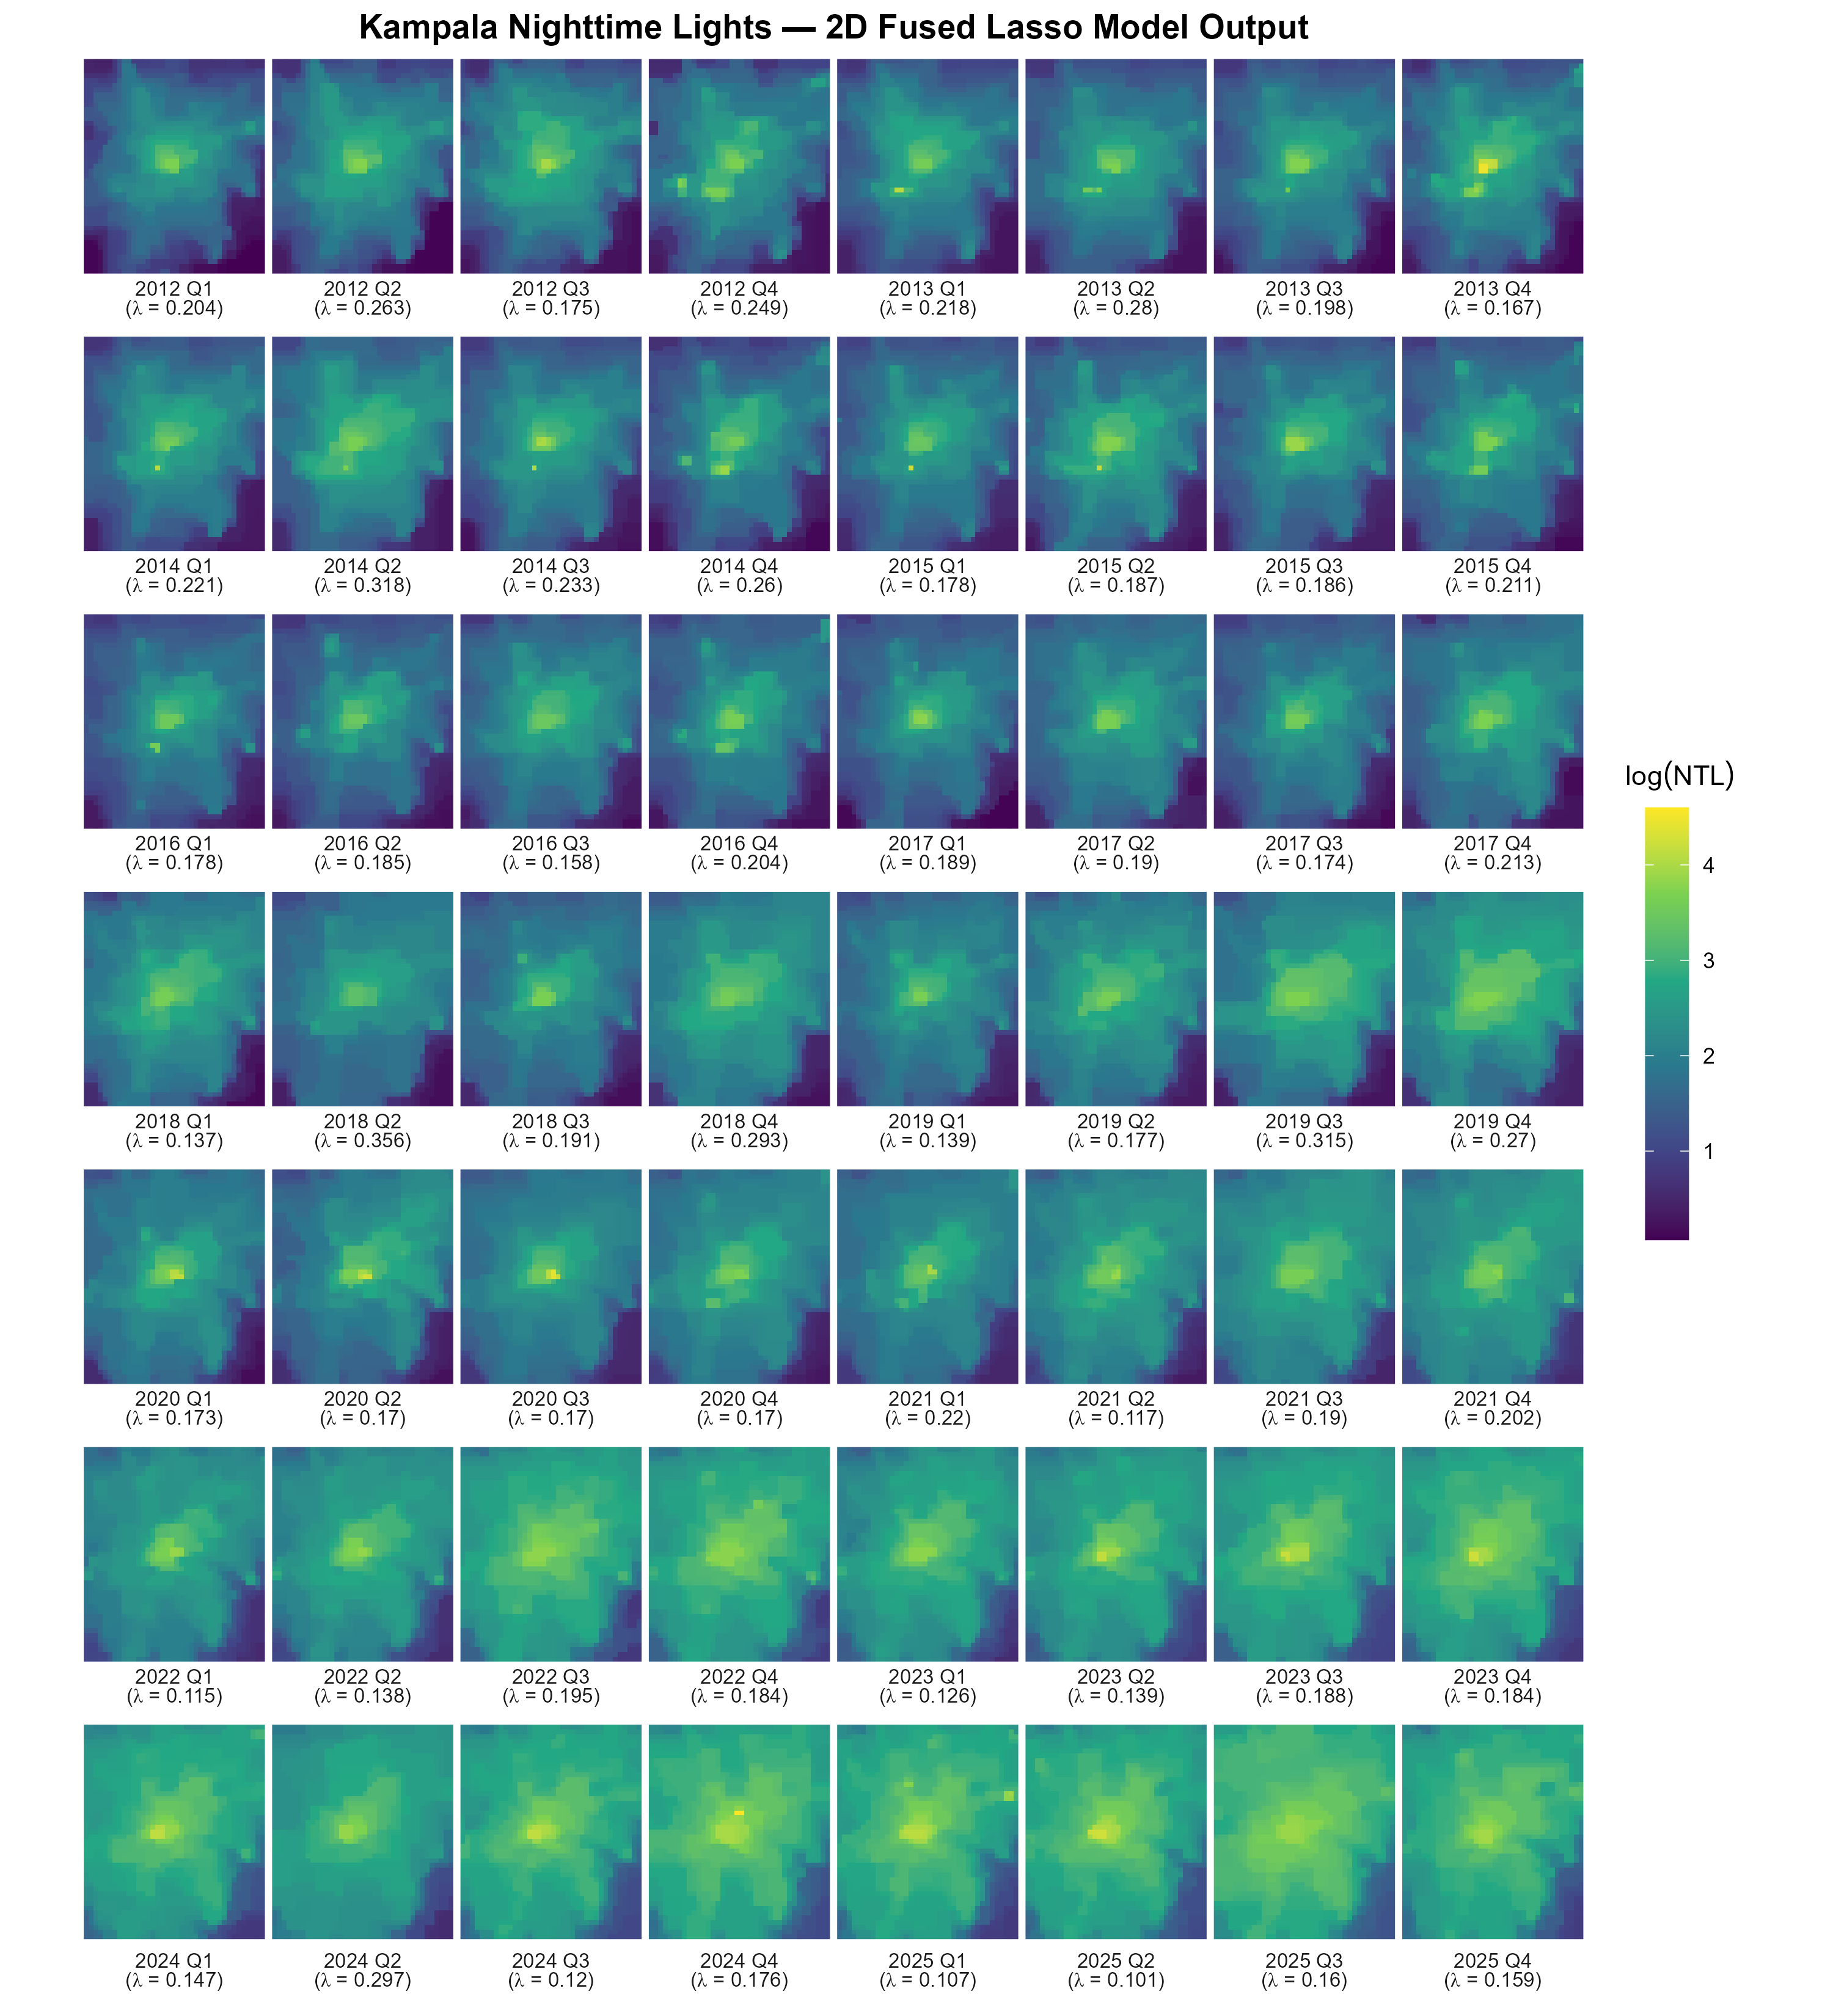 Kampala Nighttime Lights — 2D Fused Lasso Model Output
2012 Q1 2012 Q2 2012 Q3 2012 Q4 2013 Q1 2013 Q2 2013 Q3 2013 Q4
(λ = 0.204) (λ = 0.263) (λ = 0.175) (λ = 0.249) (λ = 0.218) (λ = 0.28) (λ = 0.198) (λ = 0.167)
2014 Q1 2014 Q2 2014 Q3 2014 Q4 2015 Q1 2015 Q2 2015 Q3 2015 Q4
(λ = 0.221) (λ = 0.318) (λ = 0.233) (λ = 0.26) (λ = 0.178) (λ = 0.187) (λ = 0.186) (λ = 0.211)
2016 Q1 2016 Q2 2016 Q3 2016 Q4 2017 Q1 2017 Q2 2017 Q3 2017 Q4
(λ = 0.178) (λ = 0.185) (λ = 0.158) (λ = 0.204) (λ = 0.189) (λ = 0.19) (λ = 0.174) (λ = 0.213)
log(NTL)
4
3
2
1
2018 Q1 2018 Q2 2018 Q3 2018 Q4 2019 Q1 2019 Q2 2019 Q3 2019 Q4
(λ = 0.137) (λ = 0.356) (λ = 0.191) (λ = 0.293) (λ = 0.139) (λ = 0.177) (λ = 0.315) (λ = 0.27)
2020 Q1 2020 Q2 2020 Q3 2020 Q4 2021 Q1 2021 Q2 2021 Q3 2021 Q4
(λ = 0.173) (λ = 0.17) (λ = 0.17) (λ = 0.17) (λ = 0.22) (λ = 0.117) (λ = 0.19) (λ = 0.202)
2022 Q1 2022 Q2 2022 Q3 2022 Q4 2023 Q1 2023 Q2 2023 Q3 2023 Q4
(λ = 0.115) (λ = 0.138) (λ = 0.195) (λ = 0.184) (λ = 0.126) (λ = 0.139) (λ = 0.188) (λ = 0.184)
2024 Q1 2024 Q2 2024 Q3 2024 Q4 2025 Q1 2025 Q2 2025 Q3 2025 Q4
(λ = 0.147) (λ = 0.297) (λ = 0.12) (λ = 0.176) (λ = 0.107) (λ = 0.101) (λ = 0.16) (λ = 0.159)